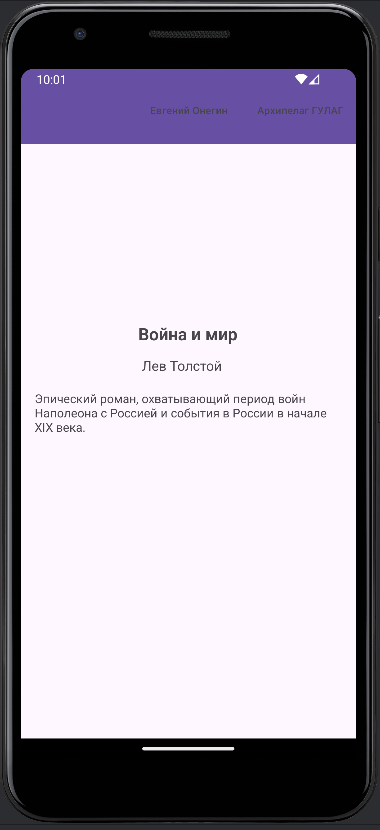 10:01
Евгений Онегин Архипелаг ГУЛАГ
Война и мир
Лев Толстой
Эпический роман, охватывающий период войн
Наполеона с Россией и события в России в начале
XIX века.